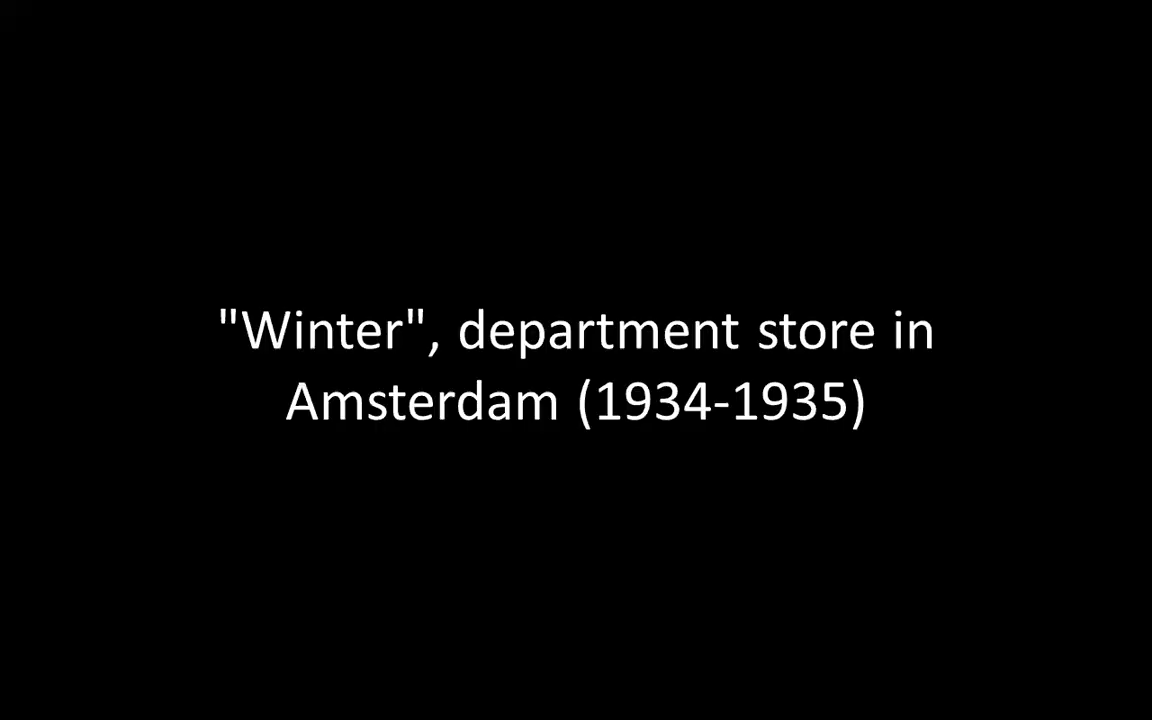 "Winter", department store in
Amsterdam (1934-1935)